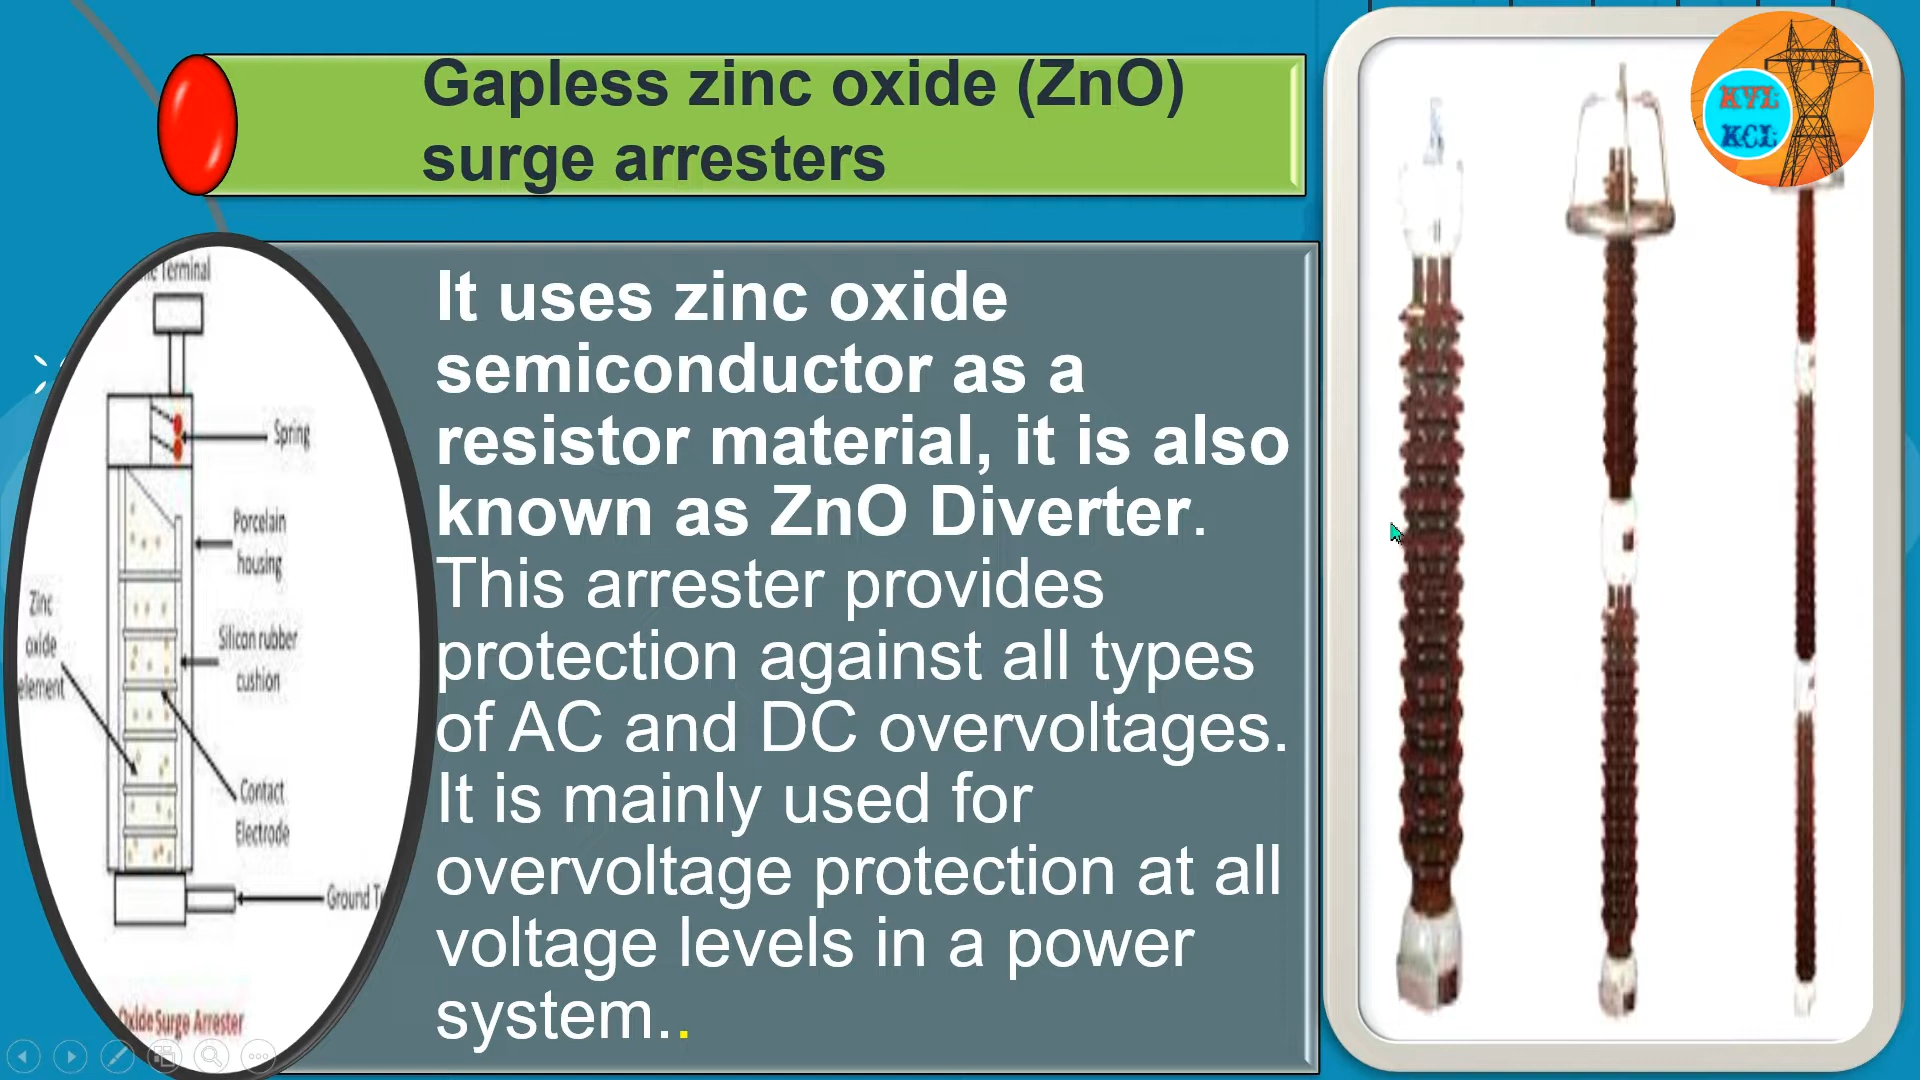 Gapless zinc oxide (ZnO)
surge arresters
KVL
KCL
It uses zinc oxide
semiconductor as a
resistor material, it is also
known as ZnO Diverter.
This arrester provides
protection against all types
of AC and DC overvoltages.
It is mainly used for
overvoltage protection at all
voltage levels in a power
system..
Terminal
Spring
Porcelain
housing
Zinc
oxide
element
Silicon rubber
cushion
Contact
Electrode
Ground
Oxide Surge Arrester